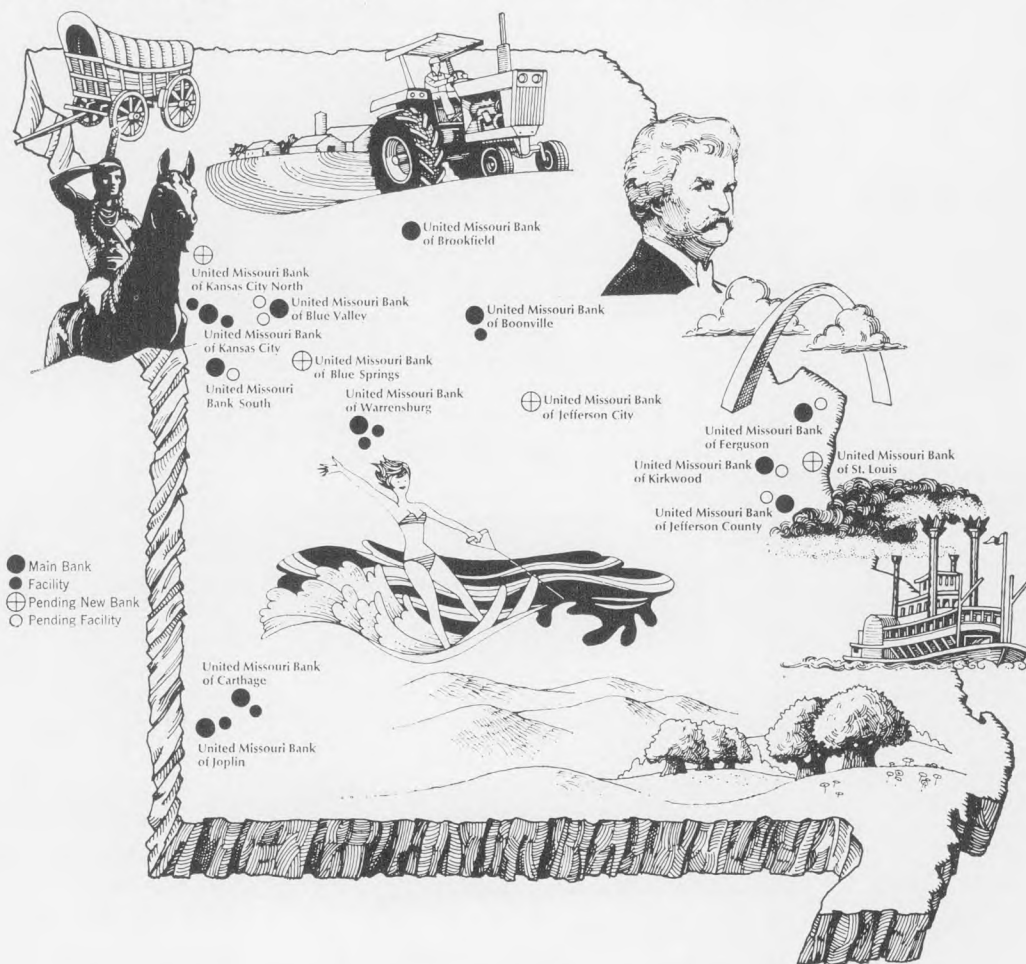 United Missouri Bank
of Brookfield
United Missouri Bank
of Kansas City North
United Missouri Bank
of Blue Valley
United Missouri Bank
of Boonville
United Missouri Bank
of Kansas City
United Missouri Bank
of Blue Springs
United Missouri
Bank South
United Missouri Bank
of Warrensburg
United Missouri Bank
of Jefferson City
United Missouri Bank
of Ferguson
United Missouri Bank
of St. Louis
United Missouri Bank
of Kirkwood
United Missouri Bank
of Jefferson County
Main Bank
Facility
Pending New Bank
Pending Facility
United Missouri Bank
of Carthage
United Missouri Bank
of Joplin